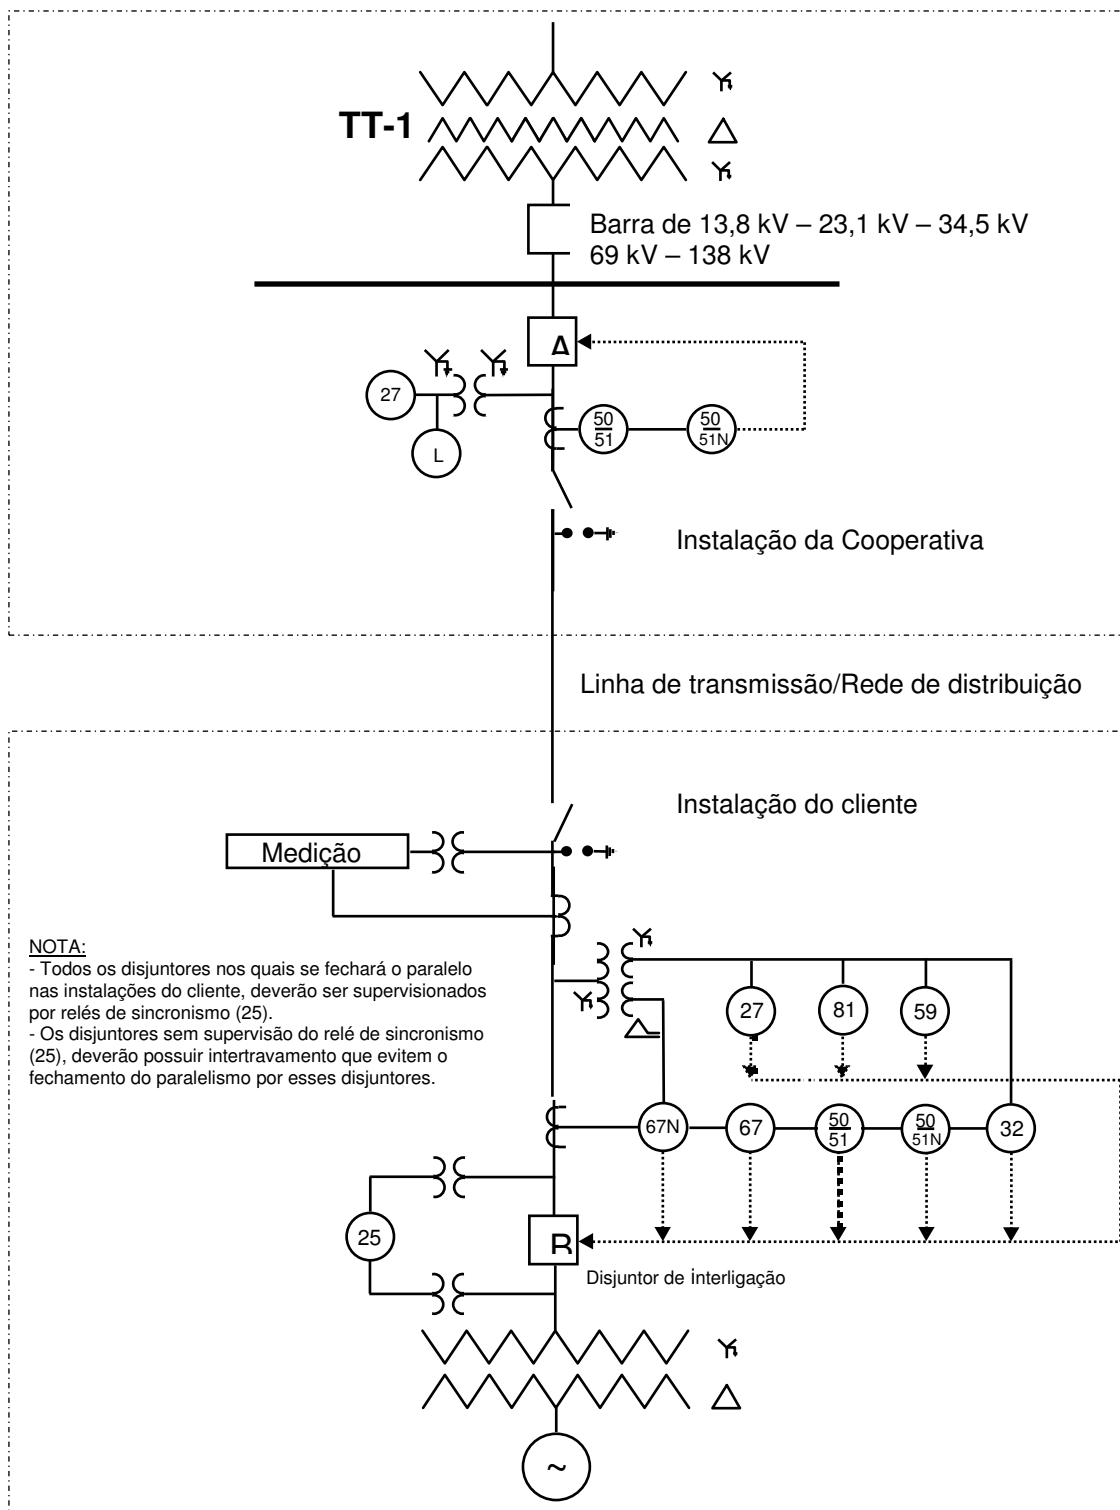 TT-1
Barra de 13,8 kV – 23,1 kV – 34,5 kV
69 kV – 138 kV
A
27
L
50
51
50
51N
Instalação da Cooperativa
Linha de transmissão/Rede de distribuição
Instalação do cliente
Medição
NOTA:
- Todos os disjuntores nos quais se fechará o paralelo
nas instalações do cliente, deverão ser supervisionados
por relés de sincronismo (25).
- Os disjuntores sem supervisão do relé de sincronismo
(25), deverão possuir intertravamento que evitem o
fechamento do paralelismo por esses disjuntores.
27
81
59
67N
67
50
51
50
51N
32
25
B
Disjuntor de interligação
~